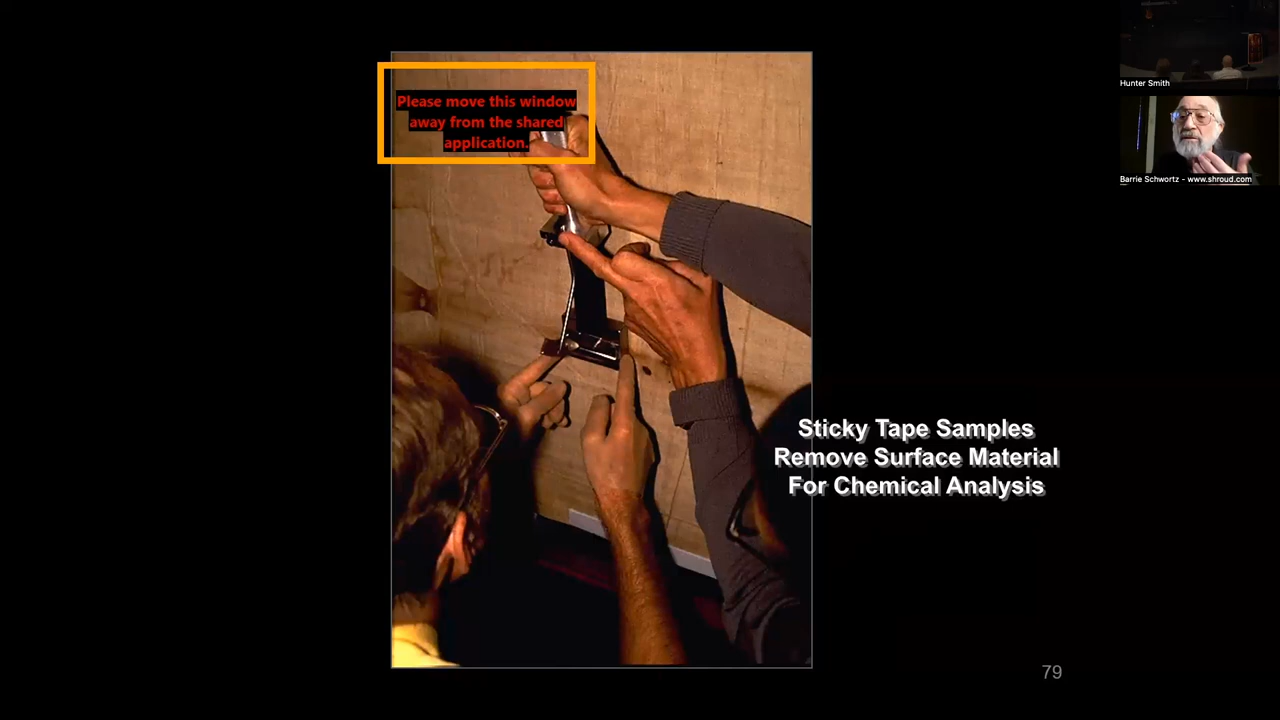 Please move this window
away from the shared
application.
Hunter Smith
Barrie Schwortz - www.shroud.com
Sticky Tape Samples
Remove Surface Material
For Chemical Analysis
79